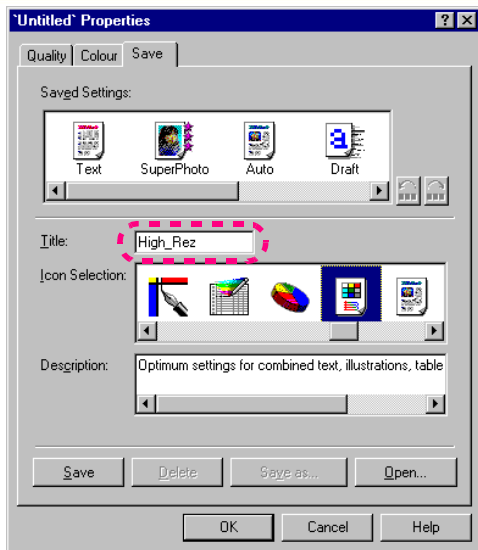 `Untitled` Properties
Quality Colour Save
Saved Settings:
Text SuperPhoto Auto Draft
Title: High_Rez
Icon Selection:
Description: Optimum settings for combined text, illustrations, table
Save Delete Save as... Open...
OK Cancel Help